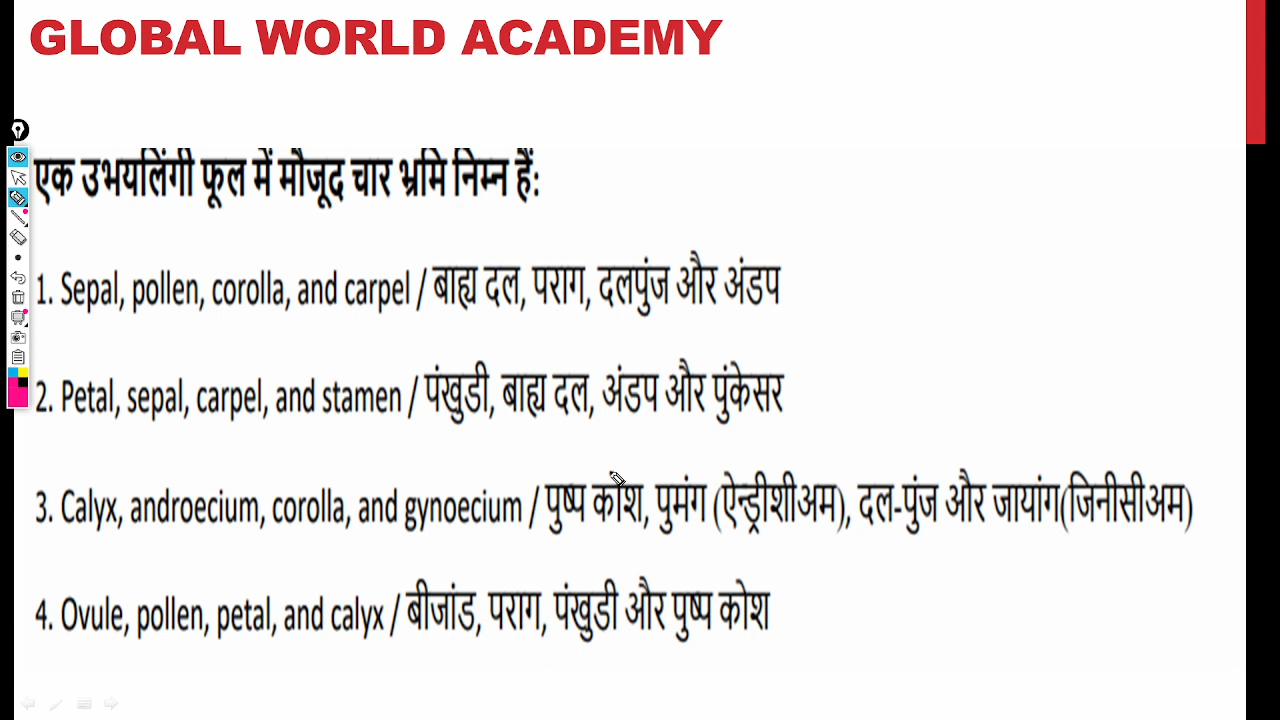 GLOBAL WORLD ACADEMY
एक उभयलिंगी फूल में मौजूद चार भ्रमि निम्न हैं:
1. Sepal, pollen, corolla, and carpel / बाह्य दल, पराग, दलपुंज और अंडप
2. Petal, sepal, carpel, and stamen / पंखुडी, बाह्य दल, अंडप और पुंकेसर
3. Calyx, androecium, corolla, and gynoecium / पुष्प कोश, पुमंग (ऐन्ड्रीशीअम), दल-पुंज और जायांग(जिनीसीअम)
4. Ovule, pollen, petal, and calyx / बीजांड, पराग, पंखुडी और पुष्प कोश